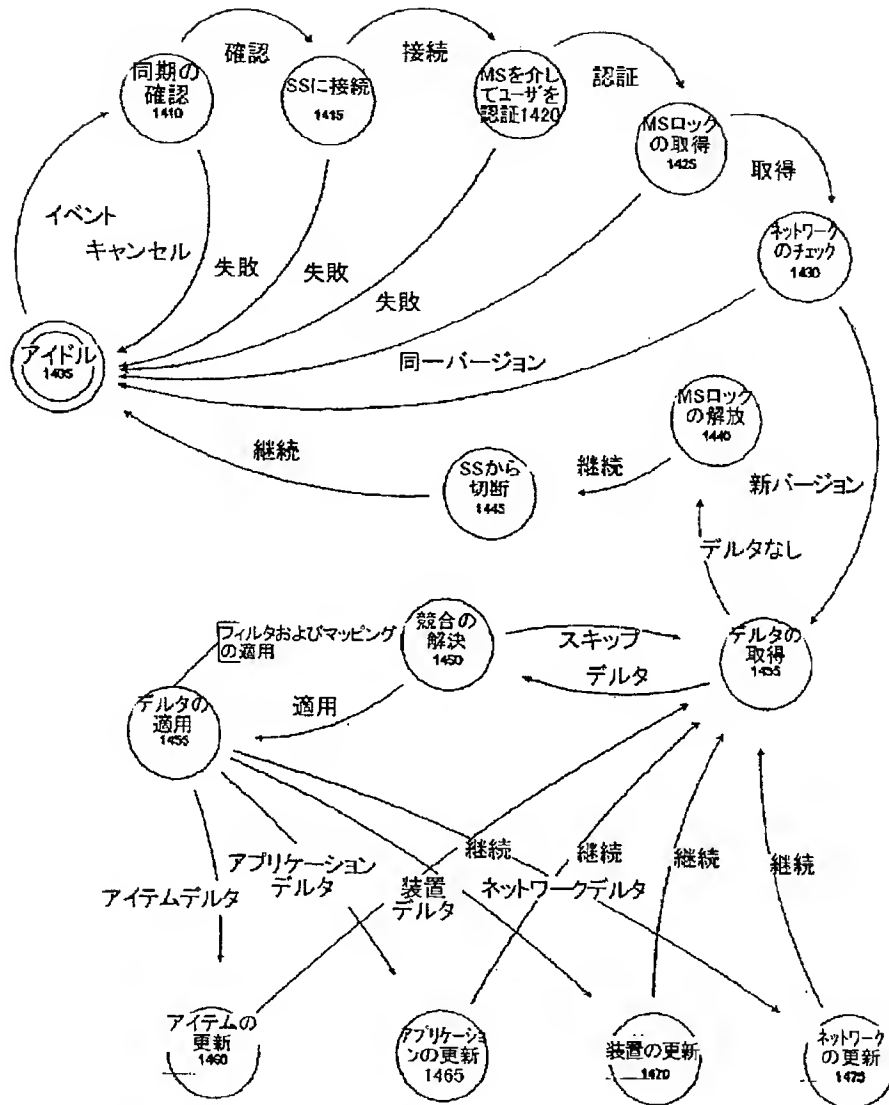 同期の
確認
1410
確認
SSに接続
1415
接続
MSを介し
てユーザを
認証1420
認証
MSロック
の取得
1425
取得
ネットワーク
のチェック
1430
イベント
キャンセル
失敗
失敗
失敗
同一バージョン
アイドル
1405
MSロック
の解放
1440
継続
SSから
切断
1445
継続
新バージョン
デルタなし
フィルタおよびマッピング
の適用
競合の
解決
1450
スキップ
デルタ
デルタの
取得
1435
デルタの
適用
1455
適用
アイテムデルタ
アプリケーション
デルタ
装置
デルタ
ネットワークデルタ
継続
継続
継続
継続
アイテムの
更新
1460
アプリケーショ
ンの更新
1465
装置の更新
1470
ネットワーク
の更新
1475